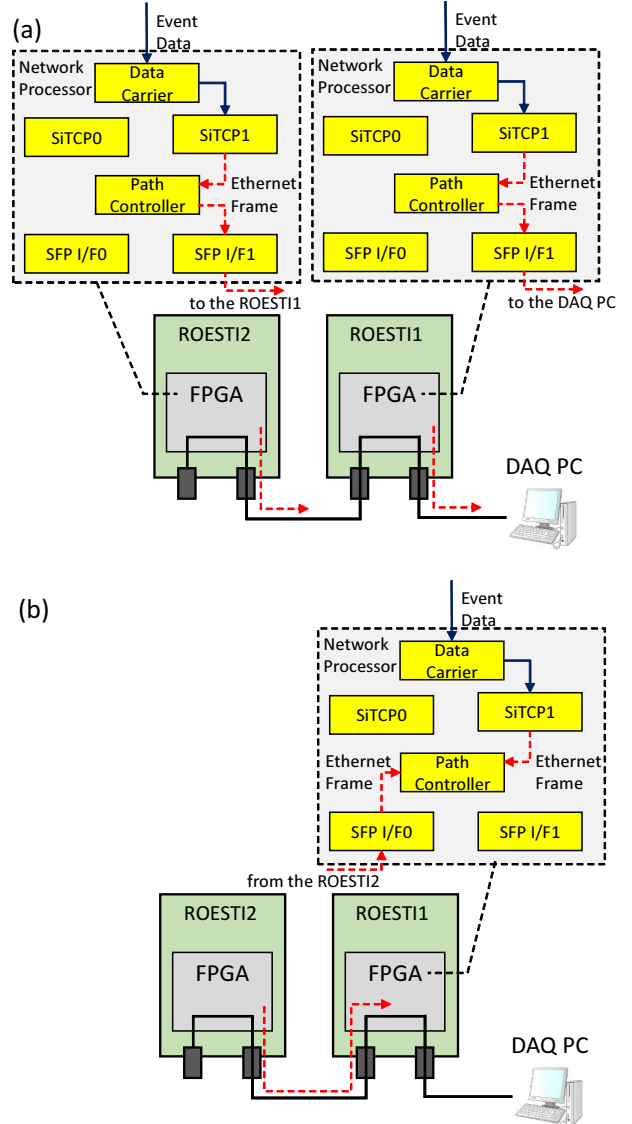 (a)
Event
Data
Network
Processor
Data
Carrier
SiTCP0
SiTCP1
Path
Controller
Ethernet
Frame
SFP I/F0
SFP I/F1
to the ROESTI1
Event
Data
Network
Processor
Data
Carrier
SiTCP0
SiTCP1
Path
Controller
Ethernet
Frame
SFP I/F0
SFP I/F1
to the DAQ PC
ROESTI2
FPGA
ROESTI1
FPGA
DAQ PC
(b)
Event
Data
Network
Processor
Data
Carrier
SiTCP0
SiTCP1
Ethernet
Frame
Path
Controller
Ethernet
Frame
SFP I/F0
SFP I/F1
from the ROESTI2
ROESTI2
FPGA
ROESTI1
FPGA
DAQ PC